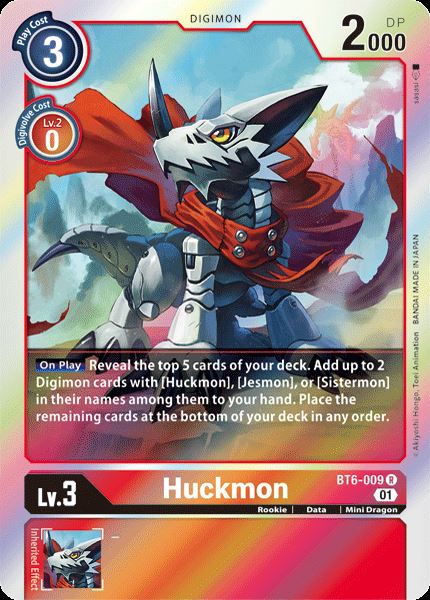 Play Cost
3
DIGIMON
DP
2000
Digivolve Cost
Lv.2
0
sasasi
On Play Reveal the top 5 cards of your deck. Add up to 2
Digimon cards with [Huckmon], [Jesmon], or [Sistermon]
in their names among them to your hand. Place the
remaining cards at the bottom of your deck in any order.
©Akiyoshi Hongo, Toei Animation BANDAI MADE IN JAPAN
Lv.3
Huckmon
BT6-009 R
01
Rookie | Data | Mini Dragon
Inherited Effect
-